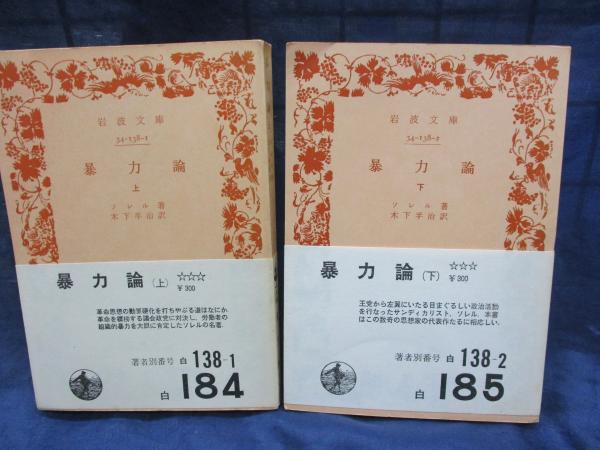 岩波文庫
34-138-1
暴力論
上
ソレル著
木下半治訳
暴力論(上) ☆☆☆
¥300
革命思想の動脈硬化を打ちやぶる道はなにか.
革命を標榜する議会政党に対決し, 労働者の
組織的暴力を大胆に肯定したソレルの名著.
著者別番号 白 138-1
白 184
岩波文庫
34-138-2
暴力論
下
ソレル著
木下半治訳
暴力論(下) ☆☆☆
¥300
王党から左翼にいたる目まぐるしい政治活動
を行なったサンディカリスト, ソレル. 本書
はこの数奇の思想家の代表作たるに相応しい.
著者別番号 白 138-2
白 185